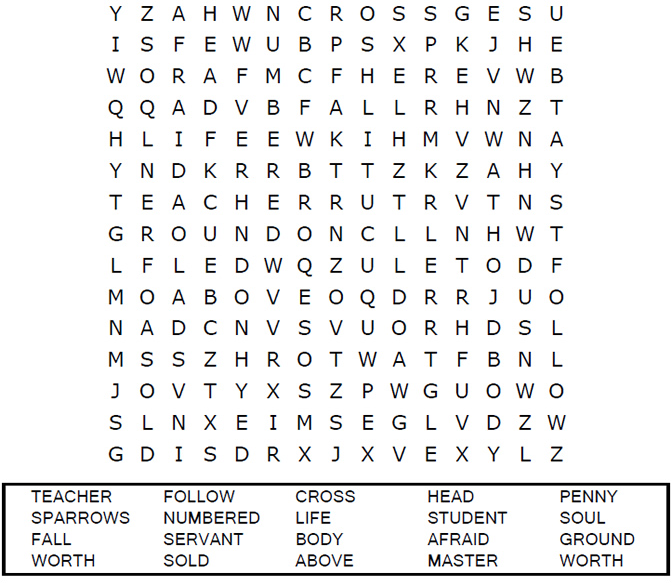 Y Z A H W N C R O S S G E S U
I S F E W U B P S X P K J H E
W O R A F M C F H E R E V W B
Q Q A D V B F A L L R H N Z T
H L I F E E W K I H M V W N A
Y N D K R R B T T Z K Z A H Y
T E A C H E R R U T R V T N S
G R O U N D O N C L L N H W T
L F L E D W Q Z U L E T O D F
M O A B O V E O Q D R R J U O
N A D C N V S V U O R H D S L
M S S Z H R O T W A T F B N L
J O V T Y X S Z P W G U O W O
S L N X E I M S E G L V D Z W
G D I S D R X J X V E X Y L Z
TEACHER FOLLOW CROSS HEAD PENNY
SPARROWS NUMBERED LIFE STUDENT SOUL
FALL SERVANT BODY AFRAID GROUND
WORTH SOLD ABOVE MASTER WORTH